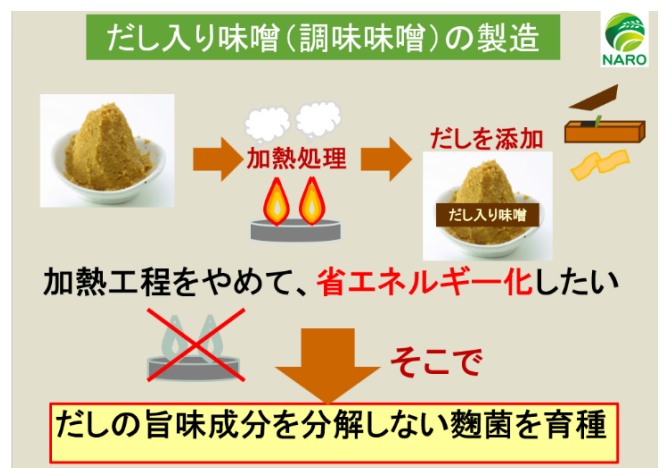 だし入り味噌(調味味噌)の製造
NARO
加熱処理
だしを添加
だし入り味噌
加熱工程をやめて、省エネルギー化したい
そこで
だしの旨味成分を分解しない麴菌を育種